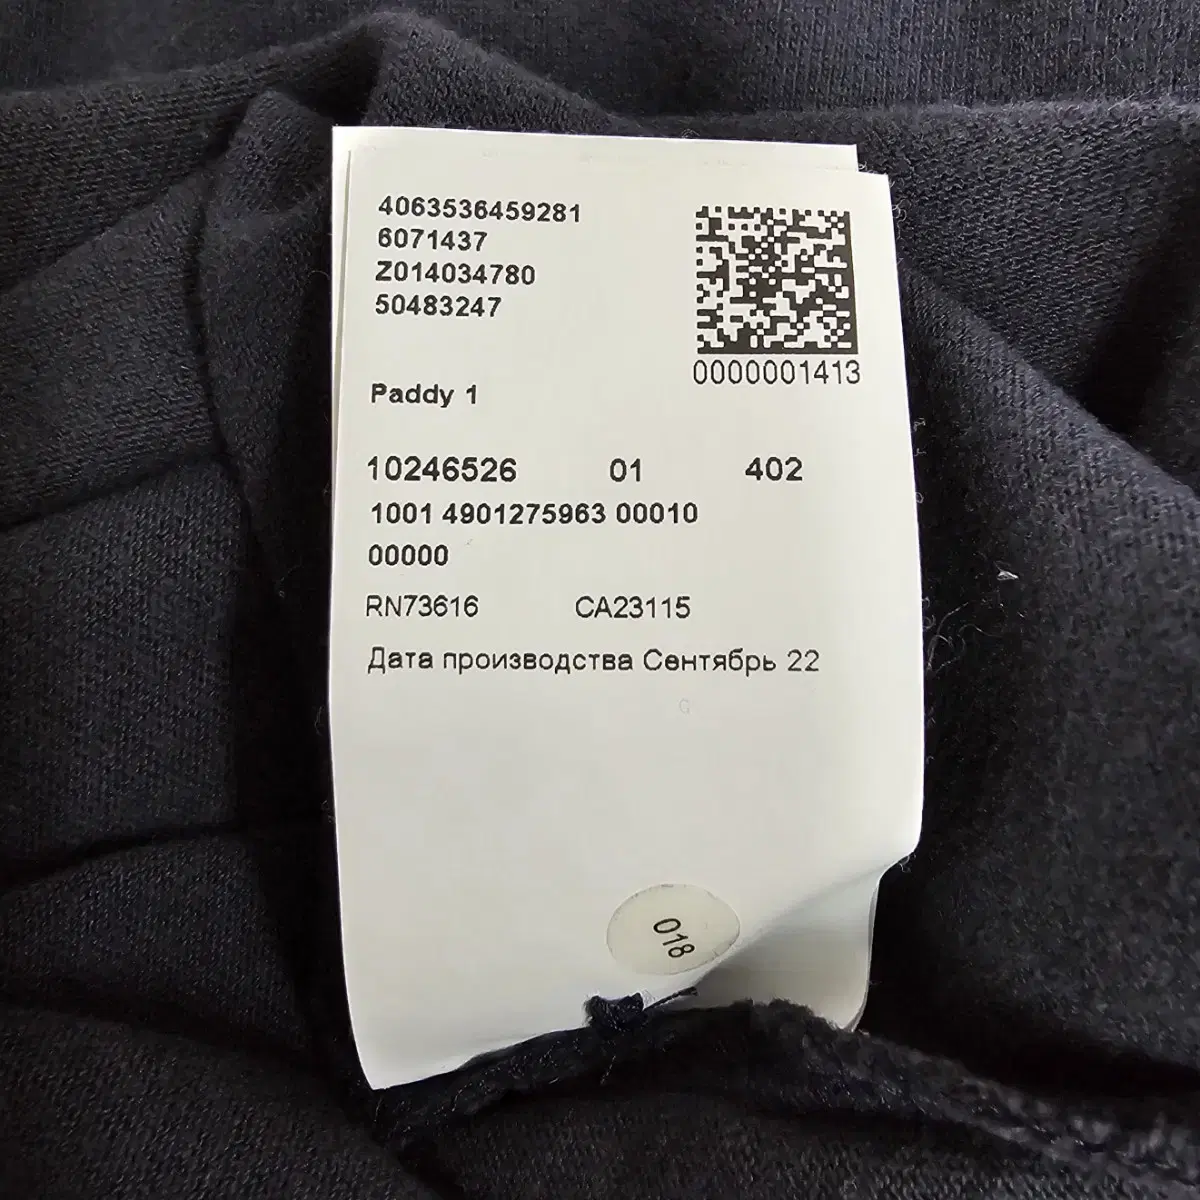 4063536459281
6071437
Z014034780
50483247
0000001413
Paddy 1
10246526 01 402
1001 4901275963 00010
00000
RN73616 CA23115
Дата производства Сентябрь 22
G
018